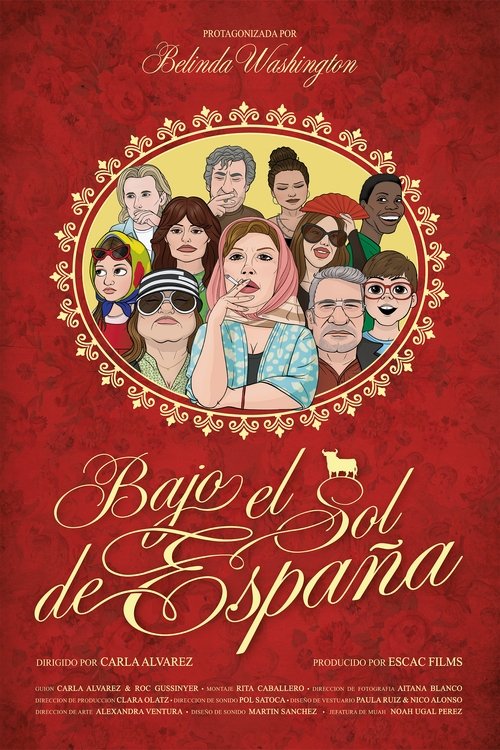 PROTAGONIZADA POR
Belinda Washington
Bajo el Sol
de España
DIRIGIDO POR CARLA ALVAREZ
PRODUCIDO POR ESCAC FILMS
GUION CARLA ALVAREZ & ROC GUSSINYER • MONTAJE RITA CABALLERO • DIRECCION DE FOTOGRAFIA AITANA BLANCO
DIRECCION DE PRODUCCION CLARA OLATZ • DIRECCION DE SONIDO POL SATOCA • DISEÑO DE VESTUARIO PAULA RUIZ & NICO ALONSO
DIRECCION DE ARTE ALEXANDRA VENTURA • DISEÑO DE SONIDO MARTIN SANCHEZ • JEFATURA DE MUAH NOAH UGAL PEREZ